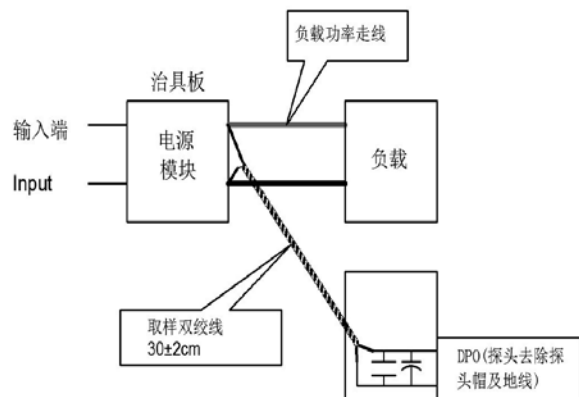 负载功率走线
治具板
输入端
Input
电源
模块
负载
取样双绞线
30±2cm
DPO(探头去除探
头帽及地线)